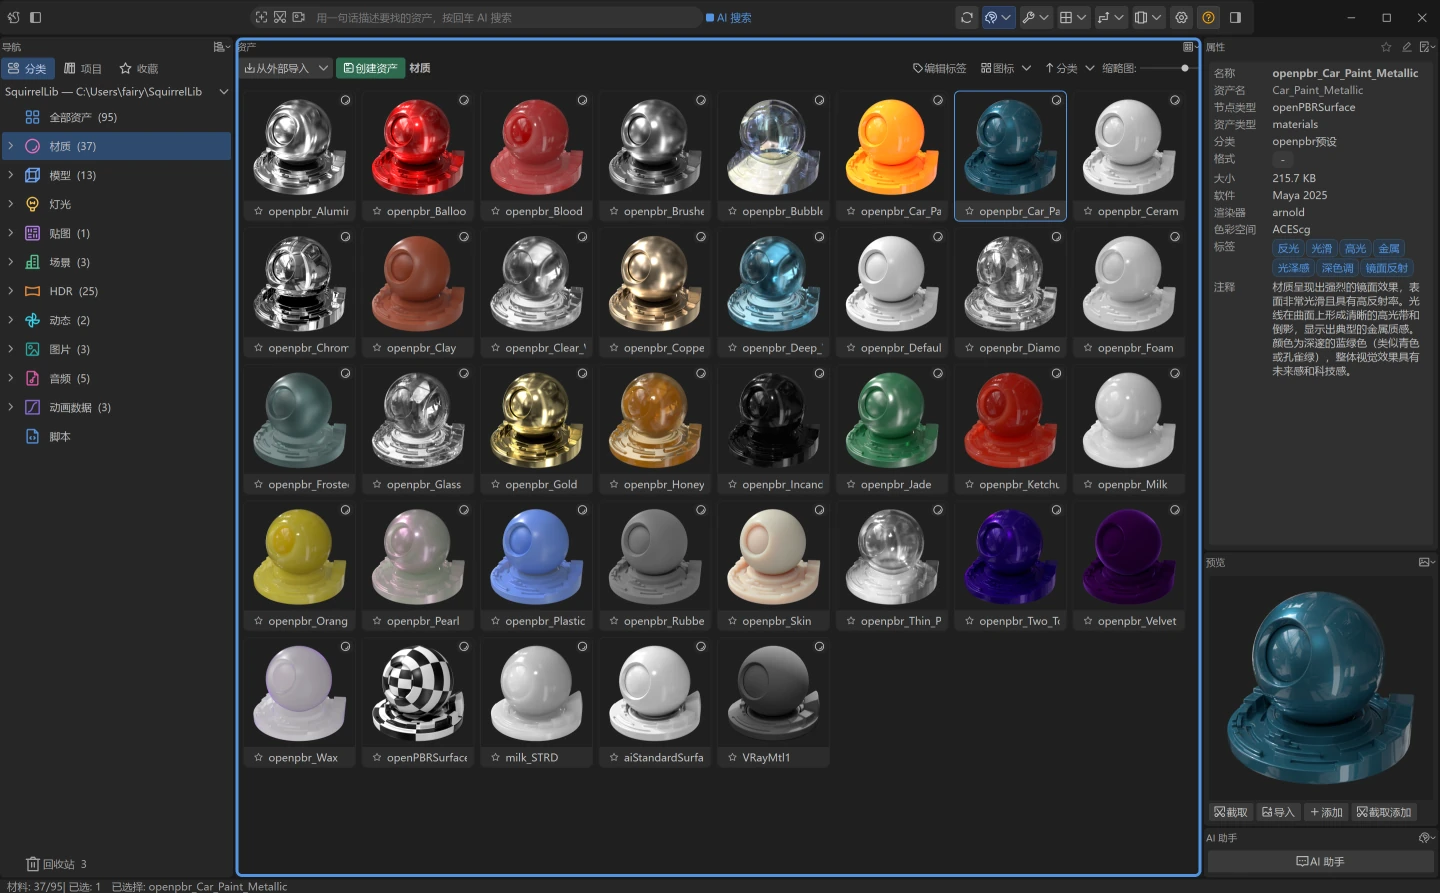 用一句话描述要找的资产，按回车 AI 搜索
AI 搜索
导航
分类
项目
收藏
SquirrelLib — C:\Users\fairy\SquirrelLib
全部资产 (95)
材质 (37)
模型 (13)
灯光
贴图 (1)
场景 (3)
HDR (25)
动态 (2)
图片 (3)
音频 (5)
动画数据 (3)
脚本
回收站 3
资产
从外部导入
创建资产
材质
编辑标签
图标
分类
缩略图:
openpbr_Alumir
openpbr_Balloo
openpbr_Blood
openpbr_Brushe
openpbr_Bubble
openpbr_Car_Pa
openpbr_Car_Pa
openpbr_Ceram
openpbr_Chrom
openpbr_Clay
openpbr_Clear_
openpbr_Coppe
openpbr_Deep_
openpbr_Defaul
openpbr_Diamo
openpbr_Foam
openpbr_Froste
openpbr_Glass
openpbr_Gold
openpbr_Honey
openpbr_Incand
openpbr_Jade
openpbr_Ketchu
openpbr_Milk
openpbr_Orang
openpbr_Pearl
openpbr_Plastic
openpbr_Rubbe
openpbr_Skin
openpbr_Thin_P
openpbr_Two_To
openpbr_Velvet
openpbr_Wax
openPBRSurface
milk_STRD
aiStandardSurfa
VRayMtl1
属性
名称 openpbr_Car_Paint_Metallic
资产名 Car_Paint_Metallic
节点类型 openPBRSurface
资产类型 materials
分类 openpbr预设
格式 -
大小 215.7 KB
软件 Maya 2025
渲染器 arnold
色彩空间 ACEScg
标签 反光 光滑 高光 金属
光泽感 深色调 镜面反射
注释 材质呈现出强烈的镜面效果，表
面非常光滑且具有高反射率。光
线在曲面上形成清晰的高光带和
倒影，显示出典型的金属质感。
颜色为深邃的蓝绿色（类似青色
或孔雀绿），整体视觉效果具有
未来感和科技感。
预览
截取
导入
添加
截取添加
AI 助手
AI 助手
材料: 37/95| 已选: 1 已选择: openpbr_Car_Paint_Metallic